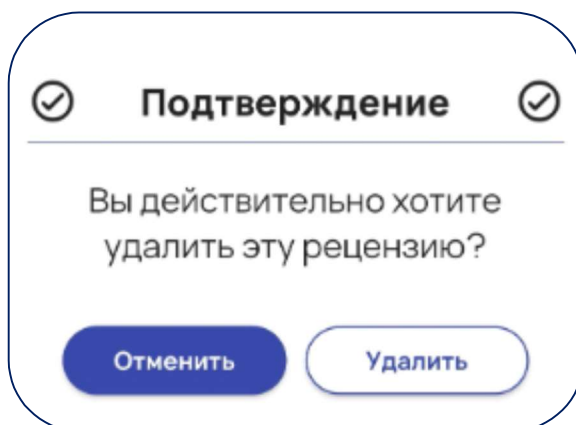 Подтверждение
Вы действительно хотите
удалить эту рецензию?
Отменить
Удалить